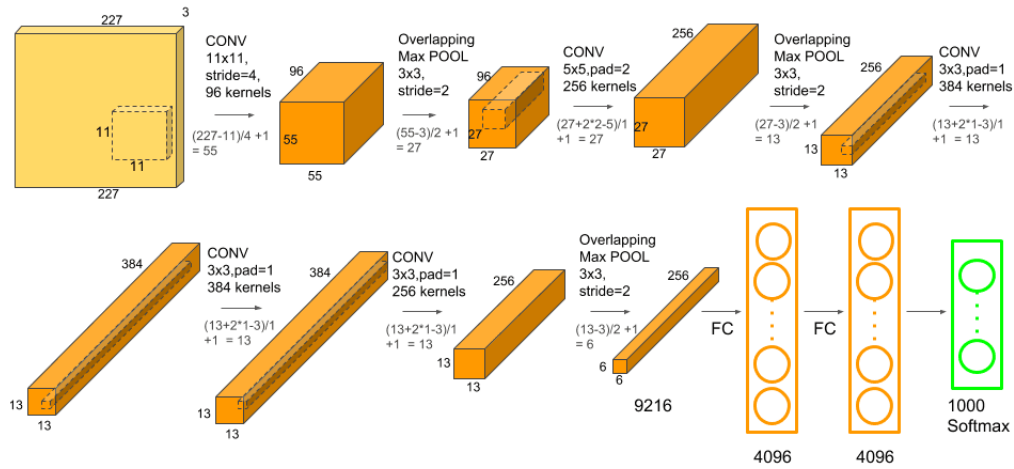 227
3
11
11
227
CONV
11x11,
stride=4,
96 kernels
(227-11)/4 +1
= 55
96
55
55
Overlapping
Max POOL
3x3,
stride=2
(55-3)/2 +1
= 27
96
27
27
CONV
5x5,pad=2
256 kernels
(27+2*2-5)/1
+1 = 27
256
27
27
Overlapping
Max POOL
3x3,
stride=2
(27-3)/2 +1
= 13
256
13
13
CONV
3x3,pad=1
384 kernels
(13+2*1-3)/1
+1 = 13
384
13
13
CONV
3x3,pad=1
384 kernels
(13+2*1-3)/1
+1 = 13
384
13
13
CONV
3x3,pad=1
256 kernels
(13+2*1-3)/1
+1 = 13
256
13
13
Overlapping
Max POOL
3x3,
stride=2
(13-3)/2 +1
= 6
256
6
6
9216
FC
4096
FC
4096
1000
Softmax